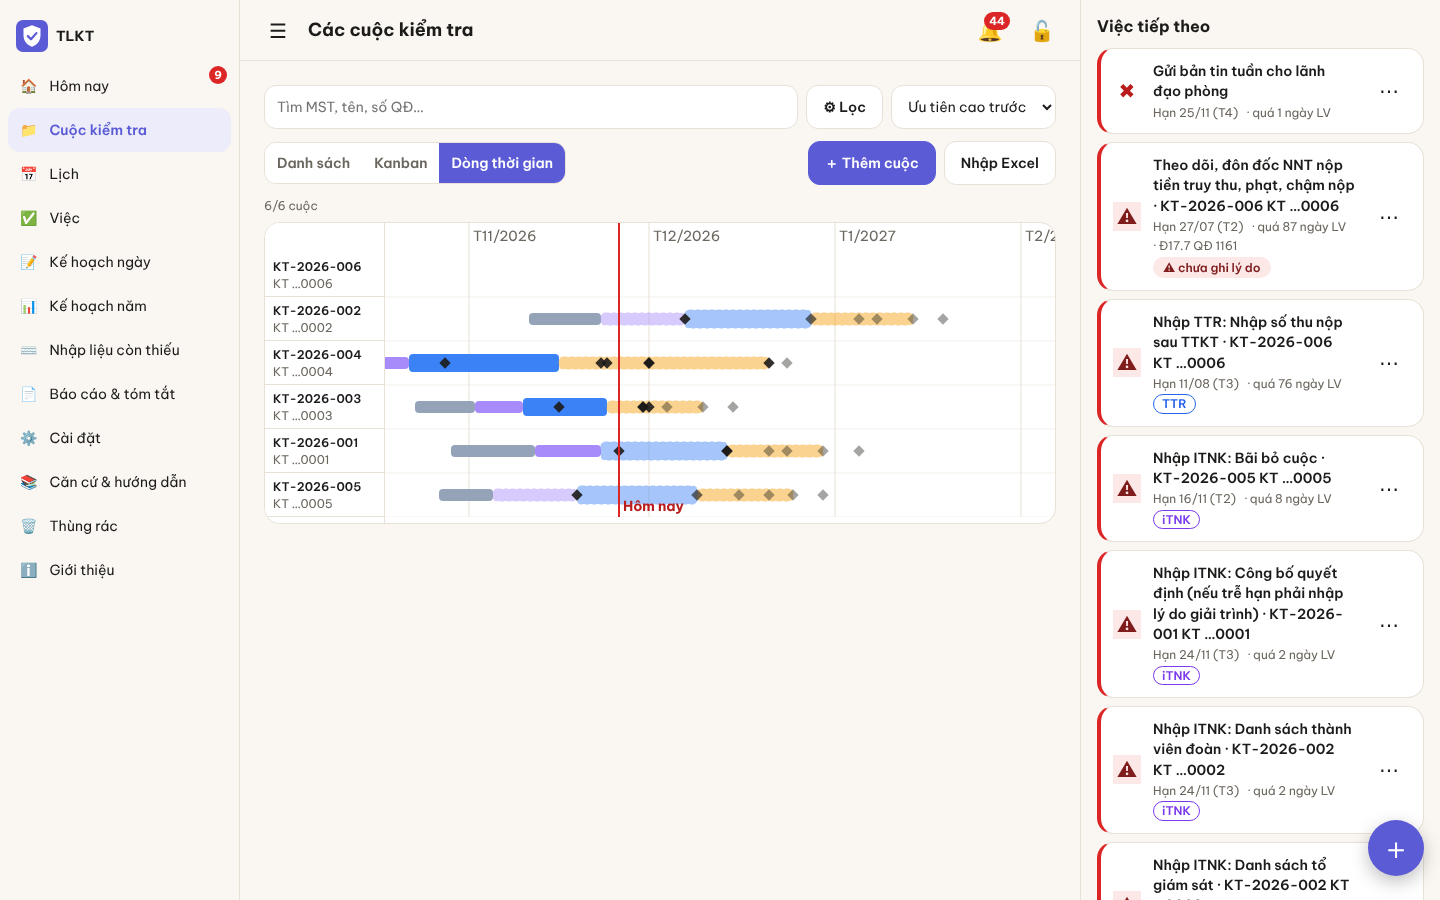 TLKT
Hôm nay
9
Cuộc kiểm tra
Lịch
Việc
Kế hoạch ngày
Kế hoạch năm
Nhập liệu còn thiếu
Báo cáo & tóm tắt
Cài đặt
Căn cứ & hướng dẫn
Thùng rác
Giới thiệu
Các cuộc kiểm tra
44
Tìm MST, tên, số QĐ...
Lọc
Ưu tiên cao trước
Danh sách
Kanban
Dòng thời gian
+ Thêm cuộc
Nhập Excel
6/6 cuộc
T11/2026
T12/2026
T1/2027
T2/2
KT-2026-006
KT ...0006
KT-2026-002
KT ...0002
KT-2026-004
KT ...0004
KT-2026-003
KT ...0003
KT-2026-001
KT ...0001
KT-2026-005
KT ...0005
Hôm nay
Việc tiếp theo
Gửi bản tin tuần cho lãnh
đạo phòng
Hạn 25/11 (T4) · quá 1 ngày LV
Theo dõi, đôn đốc NNT nộp
tiền truy thu, phạt, chậm nộp
· KT-2026-006 KT ...0006
Hạn 27/07 (T2) · quá 87 ngày LV
· Đ17.7 QĐ 1161
chưa ghi lý do
Nhập TTR: Nhập số thu nộp
sau TTKT · KT-2026-006
KT ...0006
Hạn 11/08 (T3) · quá 76 ngày LV
TTR
Nhập ITNK: Bãi bỏ cuộc ·
KT-2026-005 KT ...0005
Hạn 16/11 (T2) · quá 8 ngày LV
iTNK
Nhập ITNK: Công bố quyết
định (nếu trễ hạn phải nhập
lý do giải trình) · KT-2026-
001 KT ...0001
Hạn 24/11 (T3) · quá 2 ngày LV
iTNK
Nhập ITNK: Danh sách thành
viên đoàn · KT-2026-002
KT ...0002
Hạn 24/11 (T3) · quá 2 ngày LV
iTNK
Nhập ITNK: Danh sách tổ
giám sát · KT-2026-002 KT